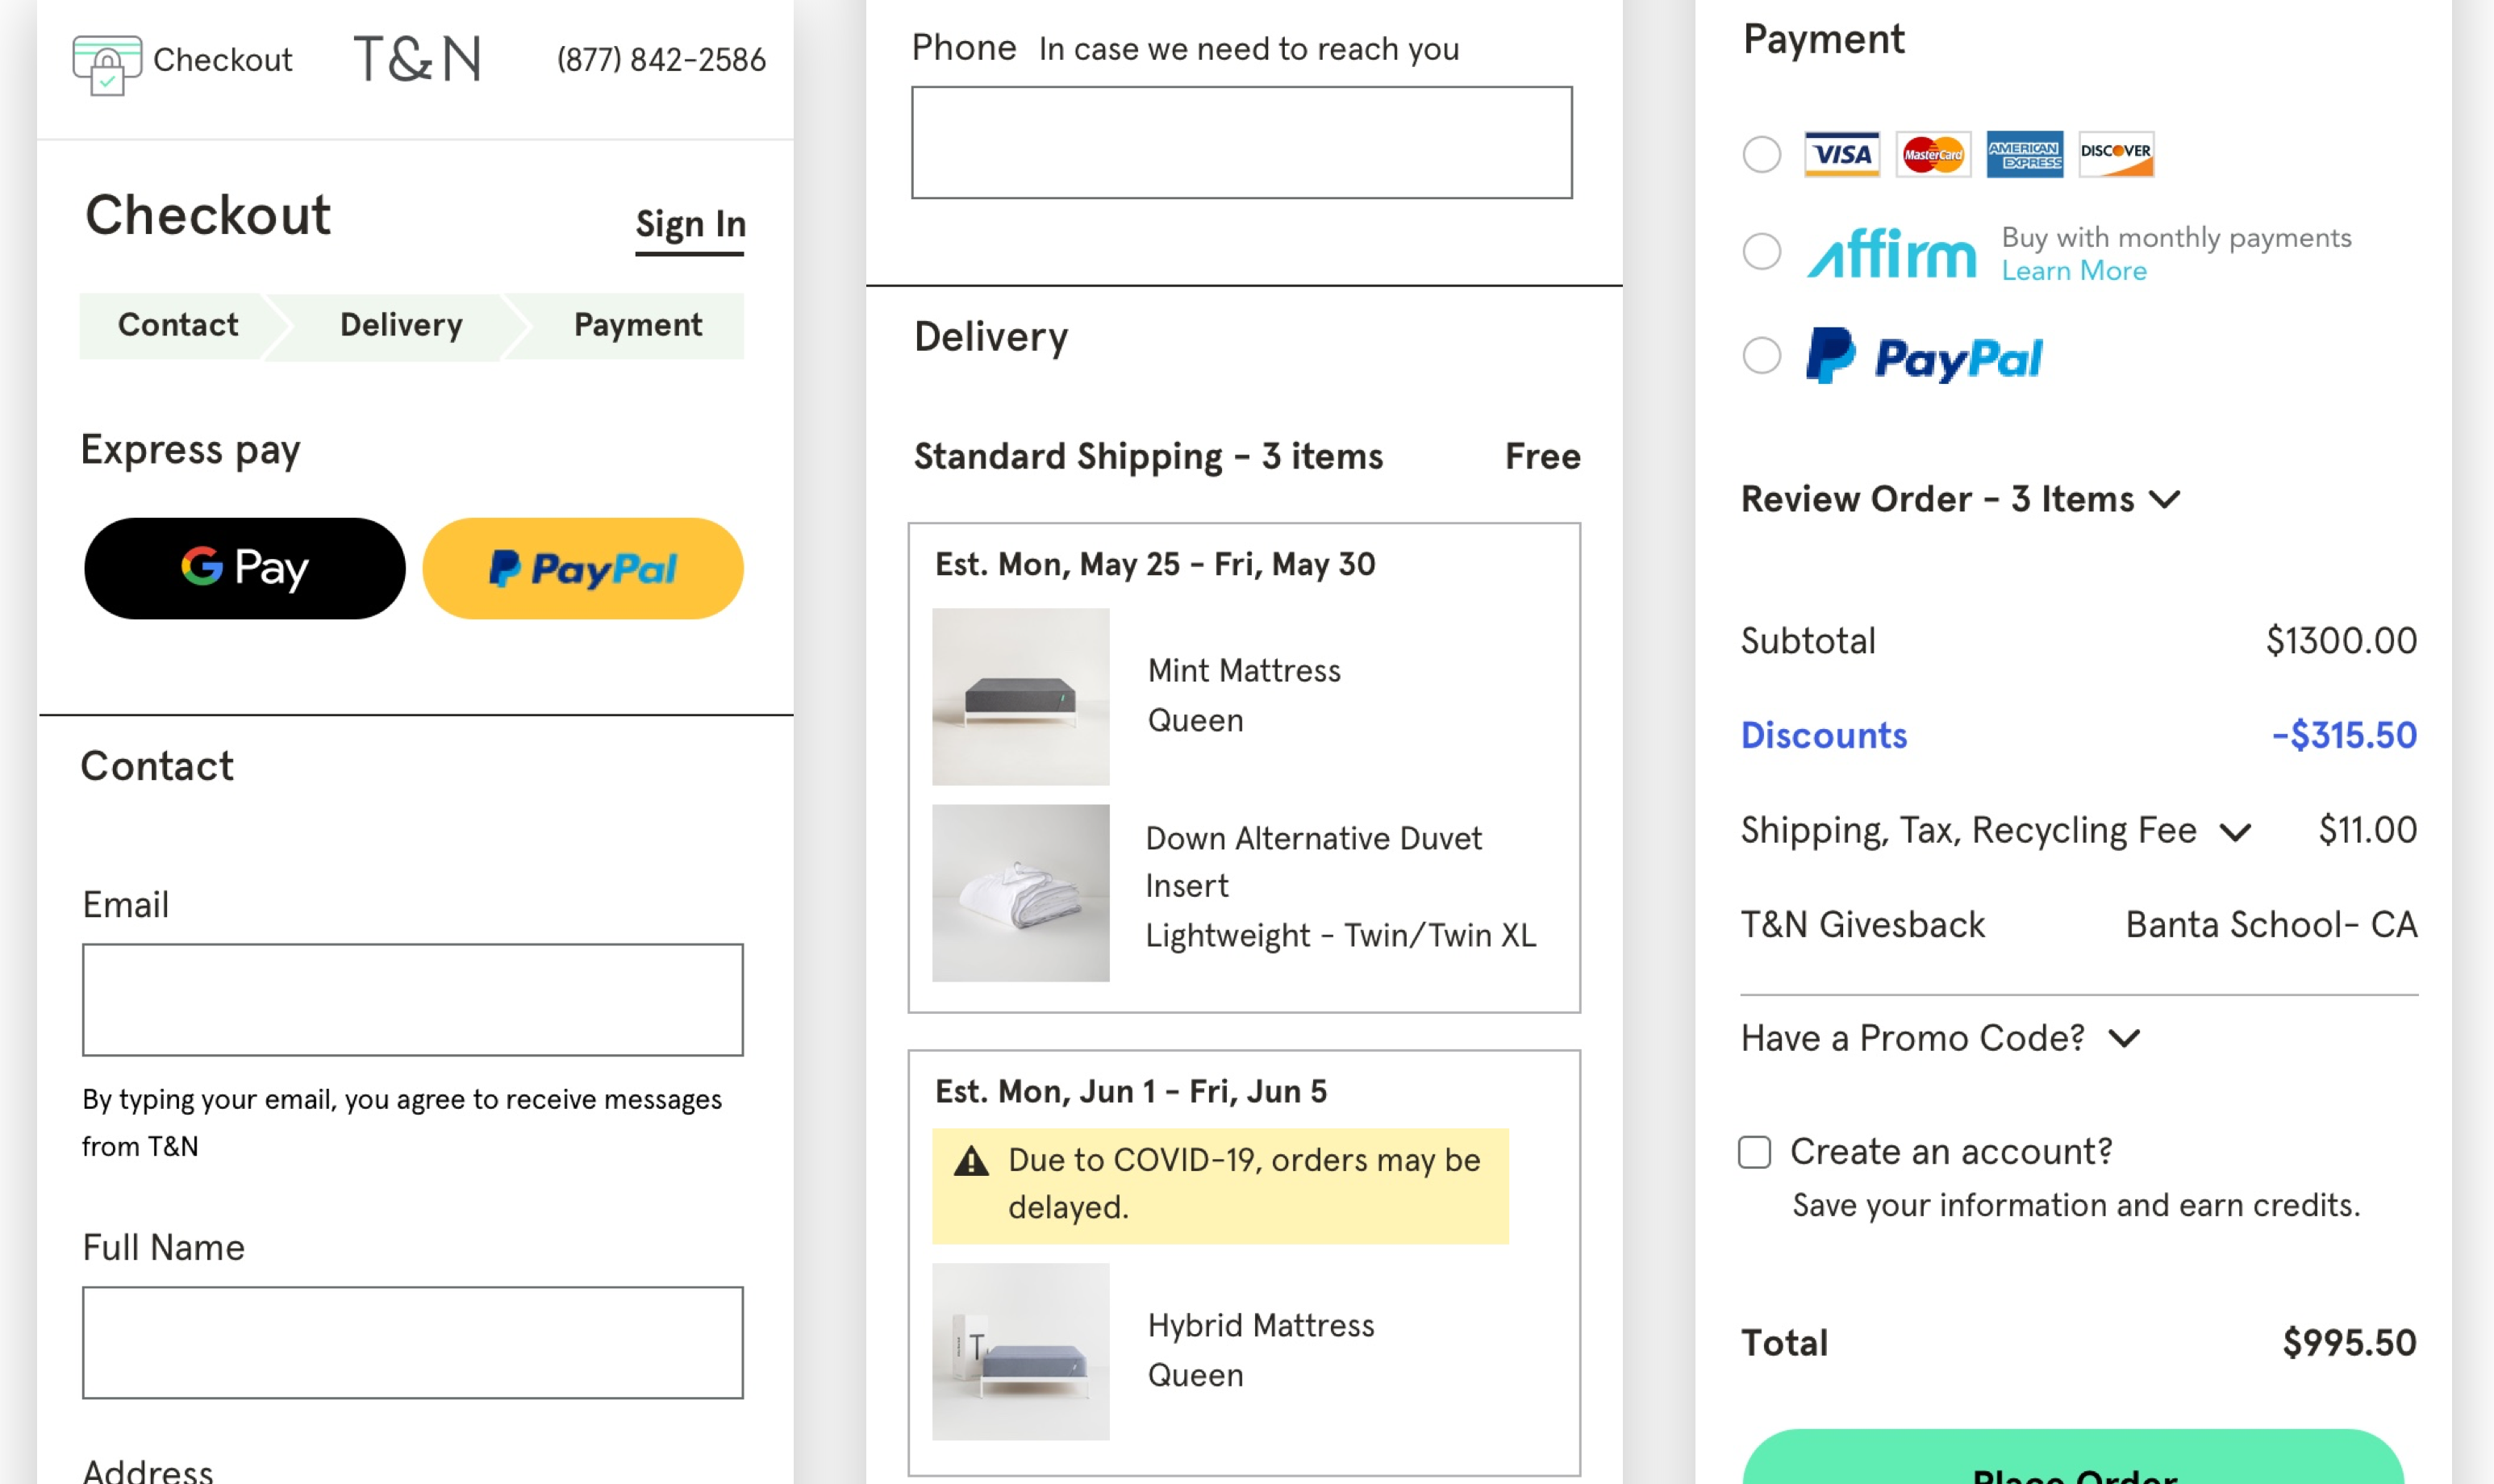 Checkout
T&N
(877) 842-2586
Checkout
Sign In
Contact
Delivery
Payment
Express pay
G Pay
PayPal
Contact
Email
By typing your email, you agree to receive messages
from T&N
Full Name
Address
Phone In case we need to reach you
Delivery
Standard Shipping - 3 items
Free
Est. Mon, May 25 - Fri, May 30
Mint Mattress
Queen
Down Alternative Duvet
Insert
Lightweight - Twin/Twin XL
Est. Mon, Jun 1 - Fri, Jun 5
Due to COVID-19, orders may be
delayed.
T
Hybrid Mattress
Queen
Payment
VISA
MasterCard
AMERICAN
EXPRESS
DISCOVER
affirm
Buy with monthly payments
Learn More
PayPal
Review Order - 3 Items
Subtotal
$1300.00
Discounts
-$315.50
Shipping, Tax, Recycling Fee
$11.00
T&N Givesback
Banta School- CA
Have a Promo Code?
Create an account?
Save your information and earn credits.
Total
$995.50
Place Order